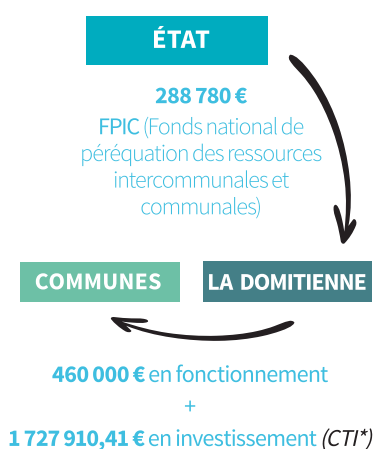 ÉTAT
288 780 €
FPIC (Fonds national de
péréquation des ressources
intercommunales et
communales)
COMMUNES
LA DOMITIENNE
460 000 € en fonctionnement
+
1 727 910,41 € en investissement (CTI*)